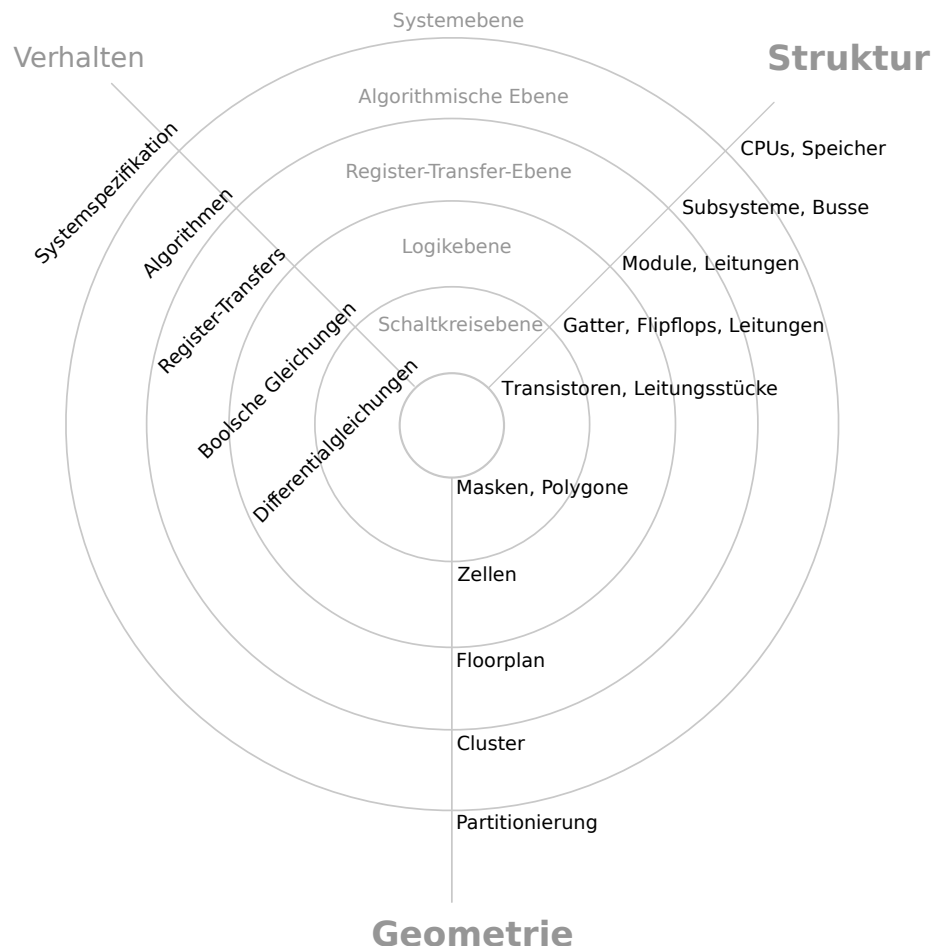 Systemebene
Verhalten
Struktur
Algorithmische Ebene
Register-Transfer-Ebene
Logikebene
Schaltkreisebene
Systemspezifikation
Algorithmen
Register-Transfers
Boolsche Gleichungen
Differentialgleichungen
CPUs, Speicher
Subsysteme, Busse
Module, Leitungen
Gatter, Flipflops, Leitungen
Transistoren, Leitungsstücke
Masken, Polygone
Zellen
Floorplan
Cluster
Partitionierung
Geometrie